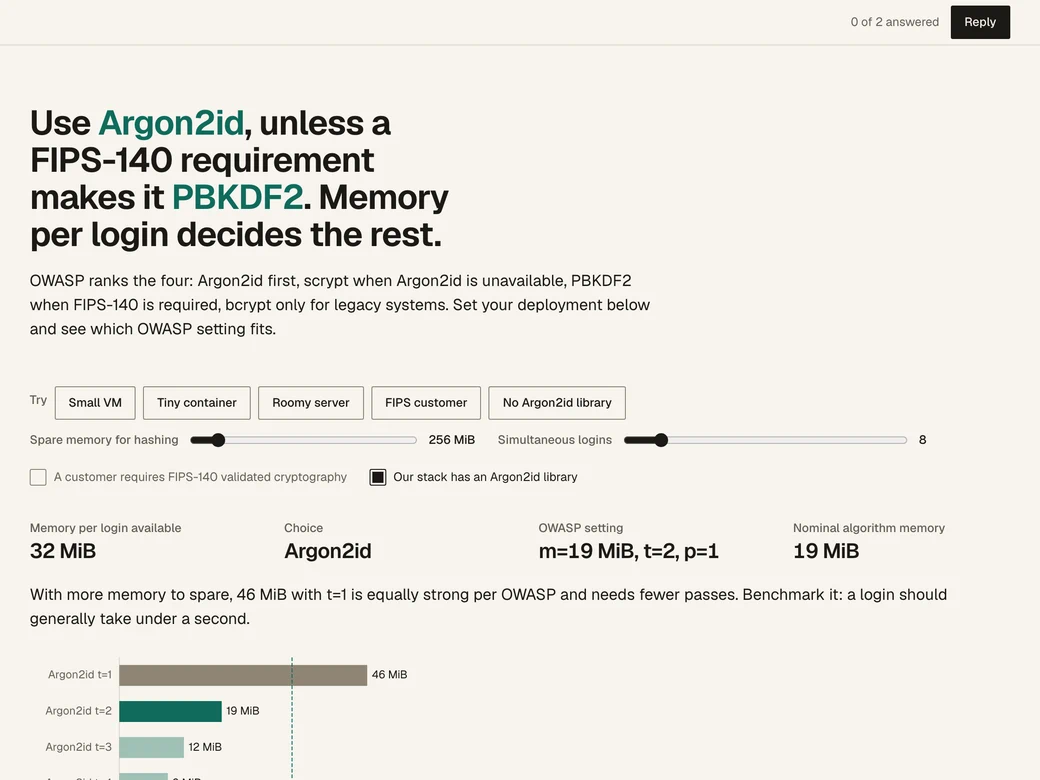 0 of 2 answered
Reply
Use Argon2id, unless a
FIPS-140 requirement
makes it PBKDF2. Memory
per login decides the rest.
OWASP ranks the four: Argon2id first, scrypt when Argon2id is unavailable, PBKDF2
when FIPS-140 is required, bcrypt only for legacy systems. Set your deployment below
and see which OWASP setting fits.
Try
Small VM
Tiny container
Roomy server
FIPS customer
No Argon2id library
Spare memory for hashing
256 MiB
Simultaneous logins
8
A customer requires FIPS-140 validated cryptography
Our stack has an Argon2id library
Memory per login available
32 MiB
Choice
Argon2id
OWASP setting
m=19 MiB, t=2, p=1
Nominal algorithm memory
19 MiB
With more memory to spare, 46 MiB with t=1 is equally strong per OWASP and needs fewer passes. Benchmark it: a login should
generally take under a second.
Argon2id t=1
46 MiB
Argon2id t=2
19 MiB
Argon2id t=3
12 MiB